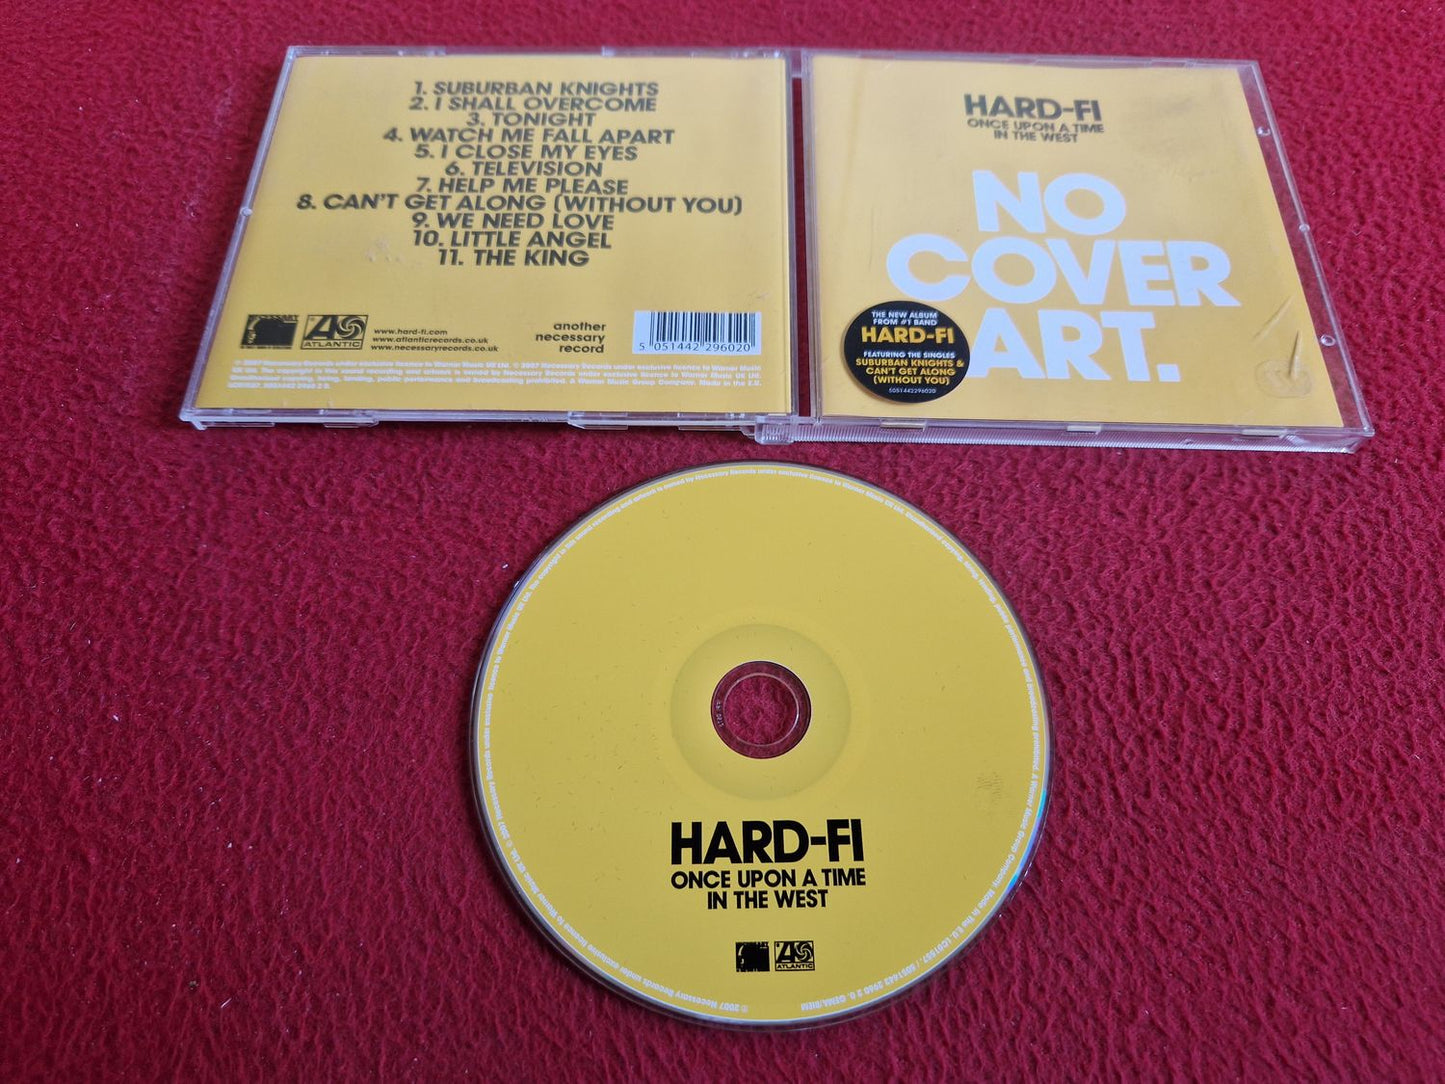 1. SUBURBAN KNIGHTS
2. I SHALL OVERCOME
3. TONIGHT
4. WATCH ME FALL APART
5. I CLOSE MY EYES
6. TELEVISION
7. HELP ME PLEASE
8. CAN'T GET ALONG (WITHOUT YOU)
9. WE NEED LOVE
10. LITTLE ANGEL
11. THE KING
ATLANTIC
www.hard-fi.com
www.atlanticrecords.co.uk
www.necessaryrecords.co.uk
another
necessary
record
5 051442 296020
HARD-FI
ONCE UPON A TIME
IN THE WEST
NO
COVER
ART.
THE NEW ALBUM
FROM #1 BAND
HARD-FI
FEATURING THE SINGLES
SUBURBAN KNIGHTS &
CAN'T GET ALONG
(WITHOUT YOU)
5051442296020
HARD-FI
ONCE UPON A TIME
IN THE WEST
ATLANTIC